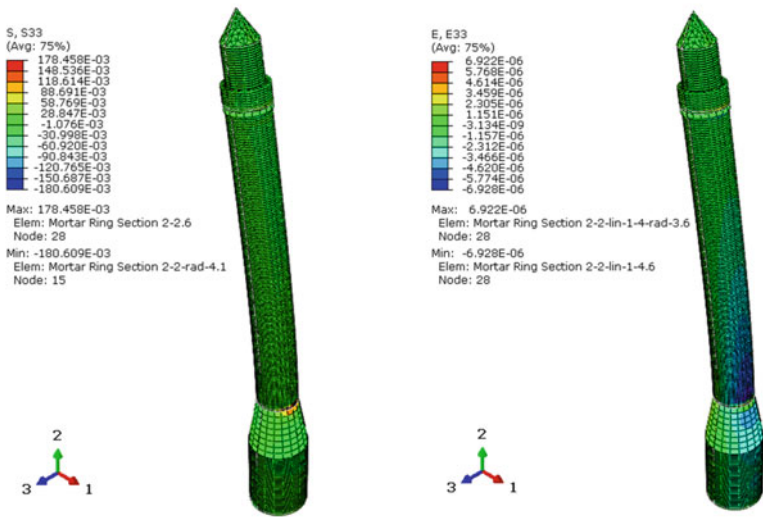 S, S33
(Avg: 75%)
178.458E-03
148.536E-03
118.614E-03
88.691E-03
58.769E-03
28.847E-03
-1.076E-03
-30.998E-03
-60.920E-03
-90.843E-03
-120.765E-03
-150.687E-03
-180.609E-03
Max: 178.458E-03
Elem: Mortar Ring Section 2-2.6
Node: 28
Min: -180.609E-03
Elem: Mortar Ring Section 2-2-rad-4.1
Node: 15
2
3
1
E, E33
(Avg: 75%)
6.922E-06
5.768E-06
4.614E-06
3.459E-06
2.305E-06
1.151E-06
-3.134E-09
-1.157E-06
-2.312E-06
-3.466E-06
-4.620E-06
-5.774E-06
-6.928E-06
Max: 6.922E-06
Elem: Mortar Ring Section 2-2-lin-1-4-rad-3.6
Node: 28
Min: -6.928E-06
Elem: Mortar Ring Section 2-2-lin-1-4.6
Node: 28
2
3
1